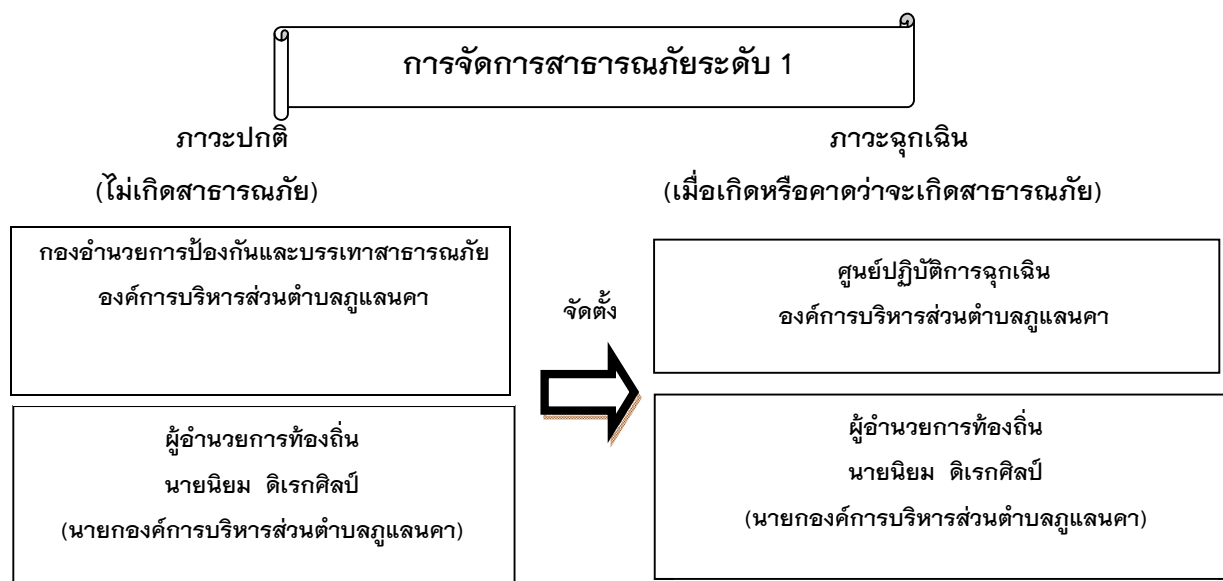 การจัดการสาธารณภัยระดับ 1
ภาวะปกติ
(ไม่เกิดสาธารณภัย)
กองอำนวยการป้องกันและบรรเทาสาธารณภัย
องค์การบริหารส่วนตำบลภูแลนคา
ผู้อำนวยการท้องถิ่น
นายนิยม ดิเรกศิลป์
(นายกองค์การบริหารส่วนตำบลภูแลนคา)
จัดตั้ง
ภาวะฉุกเฉิน
(เมื่อเกิดหรือคาดว่าจะเกิดสาธารณภัย)
ศูนย์ปฏิบัติการฉุกเฉิน
องค์การบริหารส่วนตำบลภูแลนคา
ผู้อำนวยการท้องถิ่น
นายนิยม ดิเรกศิลป์
(นายกองค์การบริหารส่วนตำบลภูแลนคา)